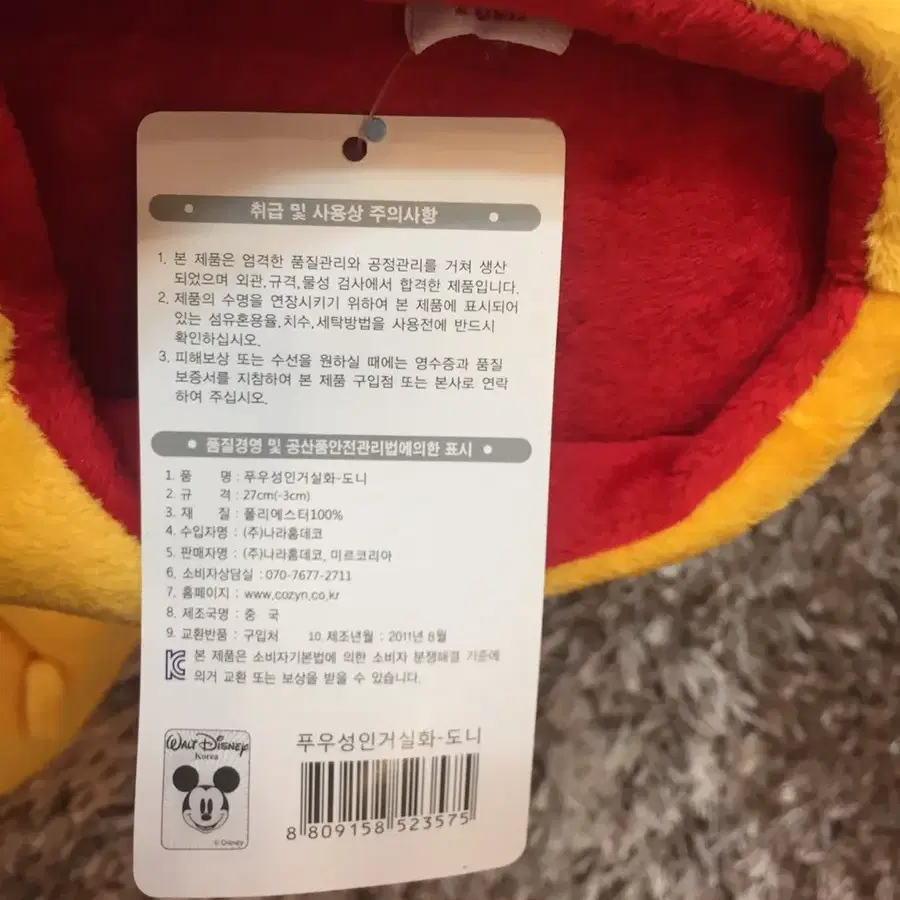 취급 및 사용상 주의사항
1. 본 제품은 엄격한 품질관리와 공정관리를 거쳐 생산
되었으며 외관,규격,물성 검사에서 합격한 제품입니다.
2. 제품의 수명을 연장시키기 위하여 본 제품에 표시되어
있는 섬유혼용율,치수,세탁방법을 사용전에 반드시
확인하십시오.
3. 피해보상 또는 수선을 원하실 때에는 영수증과 품질
보증서를 지참하여 본 제품 구입점 또는 본사로 연락
하여 주십시오.
품질경영 및 공산품안전관리법에의한 표시
1. 품 명 : 푸우성인거실화-도니
2. 규 격 : 27cm(-3cm)
3. 재 질 : 폴리에스터100%
4. 수입자명 : (주)나라홈데코
5. 판매자명 : (주)나라홈데코, 미르코리아
6. 소비자상담실 : 070-7677-2711
7. 홈페이지 : www.cozyn.co.kr
8. 제조국명 : 중 국
9. 교환반품 : 구입처 10. 제조년월 : 2011년 8월
본 제품은 소비자기본법에 의한 소비자 분쟁해결 기준에
의거 교환 또는 보상을 받을 수 있습니다.
WALT DISNEY
Korea
© Disney
푸우성인거실화-도니
8 809158 523575